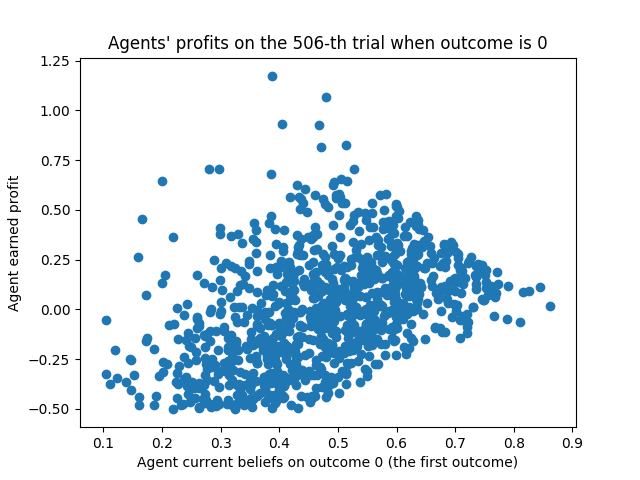 Agents' profits on the 506-th trial when outcome is 0
1.25
1.00
0.75
0.50
0.25
0.00
−0.25
−0.50
Agent earned profit
0.1 0.2 0.3 0.4 0.5 0.6 0.7 0.8 0.9
Agent current beliefs on outcome 0 (the first outcome)